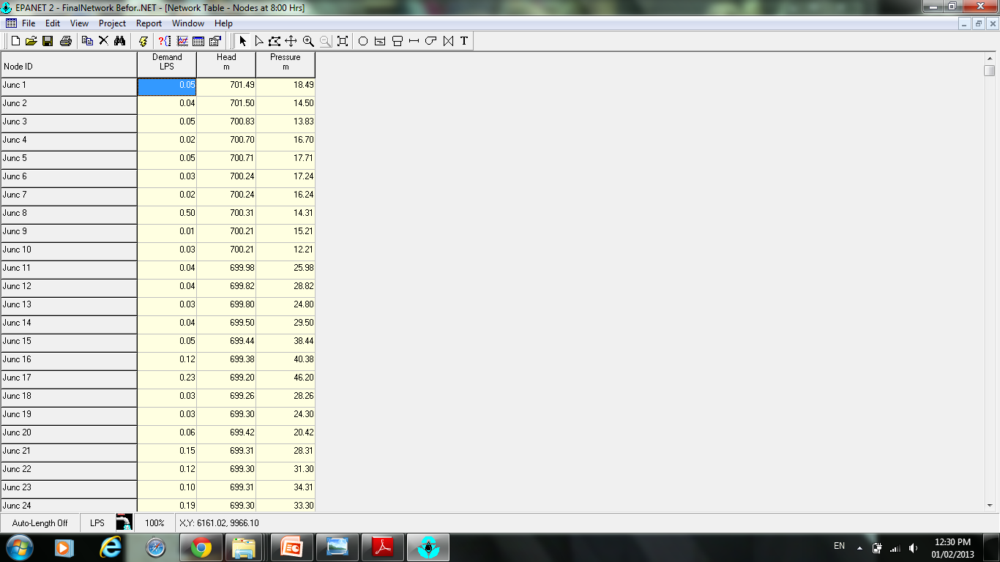 EPANET 2 - FinalNetwork Befor..NET - [Network Table - Nodes at 8:00 Hrs]
File Edit View Project Report Window Help
T
Node ID Demand LPS Head m Pressure m
Junc 1 0.05 701.49 18.49
Junc 2 0.04 701.50 14.50
Junc 3 0.05 700.83 13.83
Junc 4 0.02 700.70 16.70
Junc 5 0.05 700.71 17.71
Junc 6 0.03 700.24 17.24
Junc 7 0.02 700.24 16.24
Junc 8 0.50 700.31 14.31
Junc 9 0.01 700.21 15.21
Junc 10 0.03 700.21 12.21
Junc 11 0.04 699.98 25.98
Junc 12 0.04 699.82 28.82
Junc 13 0.03 699.80 24.80
Junc 14 0.04 699.50 29.50
Junc 15 0.05 699.44 38.44
Junc 16 0.12 699.38 40.38
Junc 17 0.23 699.20 46.20
Junc 18 0.03 699.26 28.26
Junc 19 0.03 699.30 24.30
Junc 20 0.06 699.42 20.42
Junc 21 0.15 699.31 28.31
Junc 22 0.12 699.30 31.30
Junc 23 0.10 699.31 34.31
Junc 24 0.19 699.30 33.30
Auto-Length Off LPS 100% X,Y: 6161.02, 9966.10
EN 12:30 PM
01/02/2013